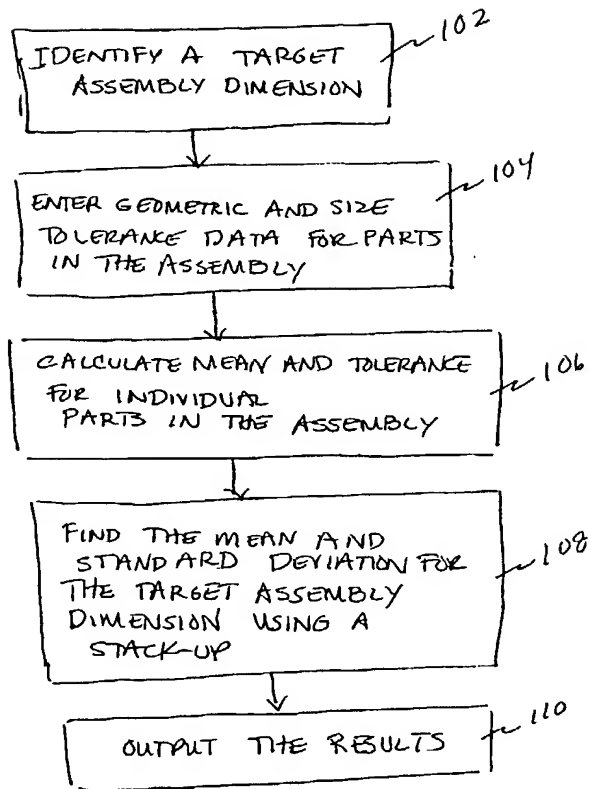 102
IDENTIFY A TARGET
ASSEMBLY DIMENSION
104
ENTER GEOMETRIC AND SIZE
TOLERANCE DATA FOR PARTS
IN THE ASSEMBLY
106
CALCULATE MEAN AND TOLERANCE
FOR INDIVIDUAL
PARTS IN THE ASSEMBLY
108
FIND THE MEAN AND
STANDARD DEVIATION FOR
THE TARGET ASSEMBLY
DIMENSION USING A
STACK-UP
110
OUTPUT THE RESULTS